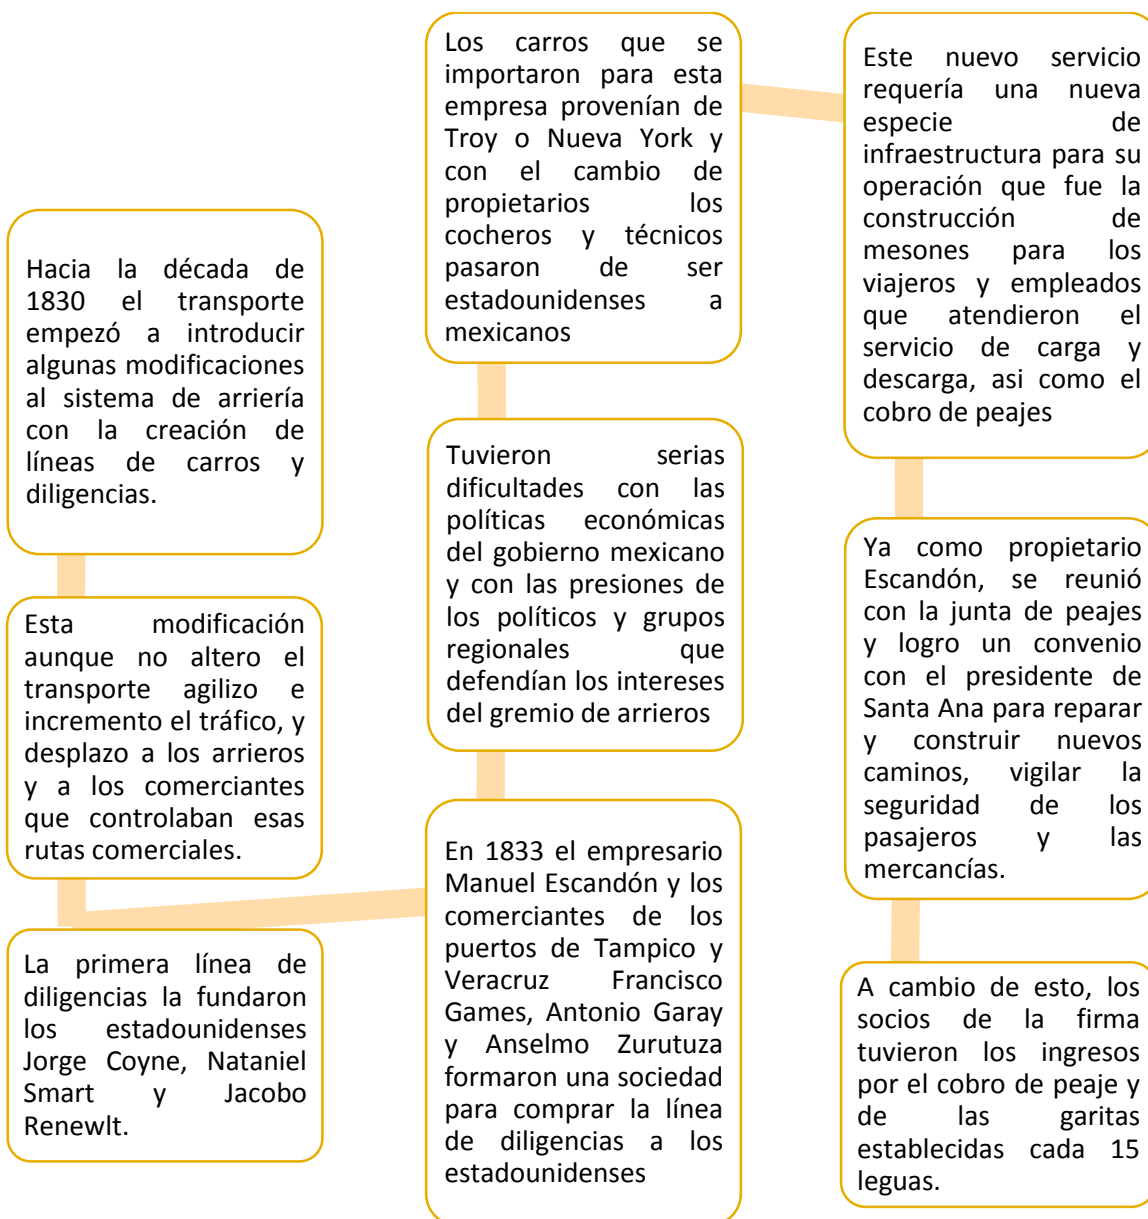 Hacia la década de
1830 el transporte
empezó a introducir
algunas modificaciones
al sistema de arriería
con la creación de
líneas de carros y
diligencias.
Esta modificación
aunque no altero el
transporte agilizo e
incremento el tráfico, y
desplazo a los arrieros
y a los comerciantes
que controlaban esas
rutas comerciales.
La primera línea de
diligencias la fundaron
los estadounidenses
Jorge Coyne, Nataniel
Smart y Jacobo
Renewlt.
En 1833 el empresario
Manuel Escandón y los
comerciantes de los
puertos de Tampico y
Veracruz Francisco
Games, Antonio Garay
y Anselmo Zurutuza
formaron una sociedad
para comprar la línea
de diligencias a los
estadounidenses
Tuvieron serias
dificultades con las
políticas económicas
del gobierno mexicano
y con las presiones de
los políticos y grupos
regionales que
defendían los intereses
del gremio de arrieros
Los carros que se
importaron para esta
empresa provenían de
Troy o Nueva York y
con el cambio de
propietarios los
cocheros y técnicos
pasaron de ser
estadounidenses a
mexicanos
Este nuevo servicio
requería una nueva
especie de
infraestructura para su
operación que fue la
construcción de
mesones para los
viajeros y empleados
que atendieron el
servicio de carga y
descarga, asi como el
cobro de peajes
Ya como propietario
Escandón, se reunió
con la junta de peajes
y logro un convenio
con el presidente de
Santa Ana para reparar
y construir nuevos
caminos, vigilar la
seguridad de los
pasajeros y las
mercancías.
A cambio de esto, los
socios de la firma
tuvieron los ingresos
por el cobro de peaje y
de las garitas
establecidas cada 15
leguas.